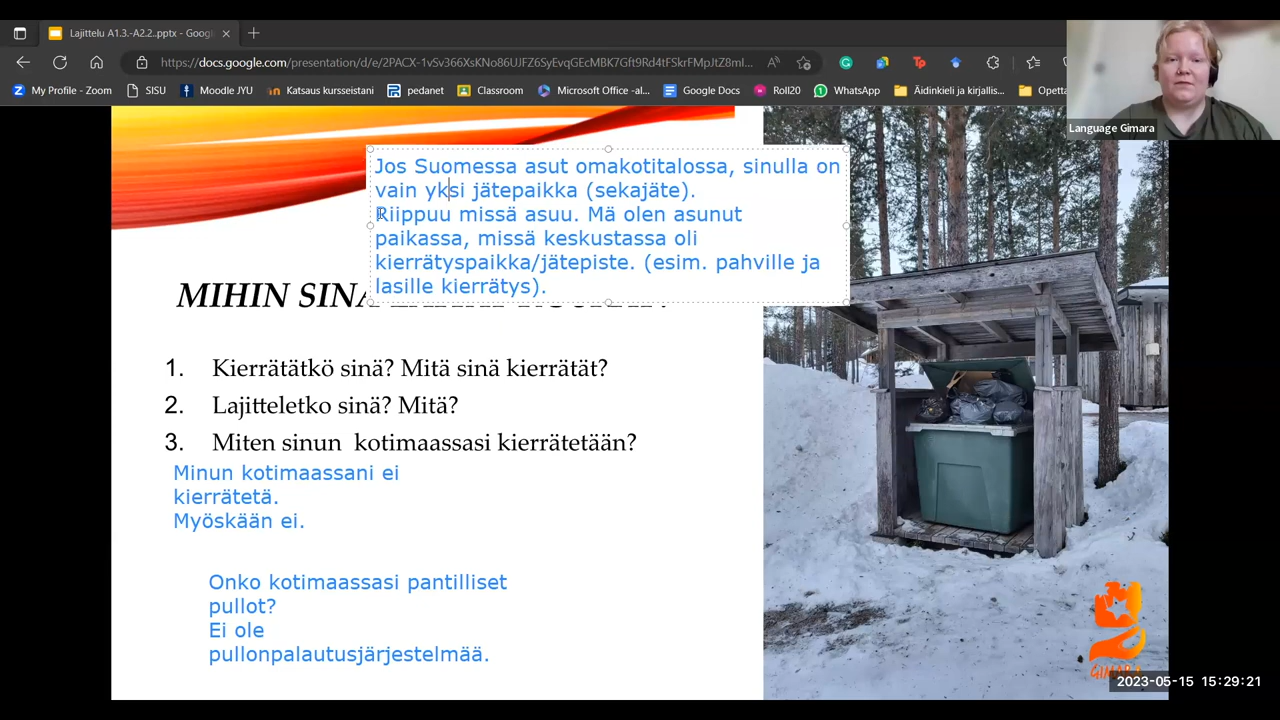 Lajittelu A1.3.-A2.2..pptx - Googl
https://docs.google.com/presentation/d/e/2PACX-1vSv366XsKNo86UJFZ6SyEvqGEcMBK7Gft9Rd4tFSkrFMpJtZ8ml...
My Profile - Zoom
SISU
Moodle JYU
Katsaus kursseistani
pedanet
Classroom
Microsoft Office -al...
Google Docs
Roll20
WhatsApp
Äidinkieli ja kirjallis...
Opetta
Language Gimara
Jos Suomessa asut omakotitalossa, sinulla on
vain yksi jätepaikka (sekajäte).
Riippuu missä asuu. Mä olen asunut
paikassa, missä keskustassa oli
kierrätyspaikka/jätepiste. (esim. pahville ja
lasille kierrätys).
MIHIN SINÄ
1. Kierrätätkö sinä? Mitä sinä kierrätät?
2. Lajitteletko sinä? Mitä?
3. Miten sinun kotimaassasi kierrätetään?
Minun kotimaassani ei
kierrätetä.
Myöskään ei.
Onko kotimaassasi pantilliset
pullot?
Ei ole
pullonpalautusjärjestelmää.
GIMARA
2023-05-15 15:29:21